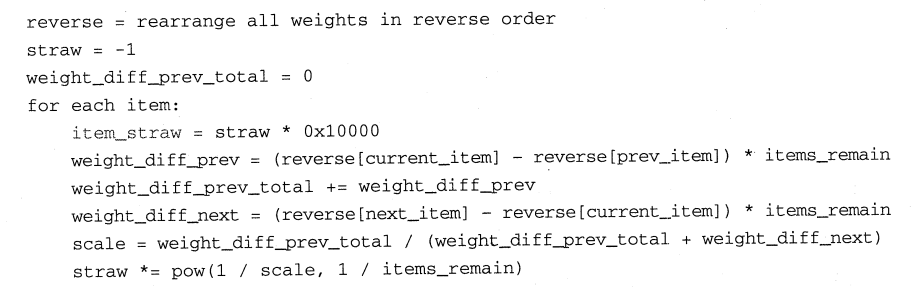 reverse = rearrange all weights in reverse order
straw = -1
weight_diff_prev_total = 0
for each item:
    item_straw = straw * 0x10000
    weight_diff_prev = (reverse[current_item] - reverse[prev_item]) * items_remain
    weight_diff_prev_total += weight_diff_prev
    weight_diff_next = (reverse[next_item] - reverse[current_item]) * items_remain
    scale = weight_diff_prev_total / (weight_diff_prev_total + weight_diff_next)
    straw *= pow(1 / scale, 1 / items_remain)